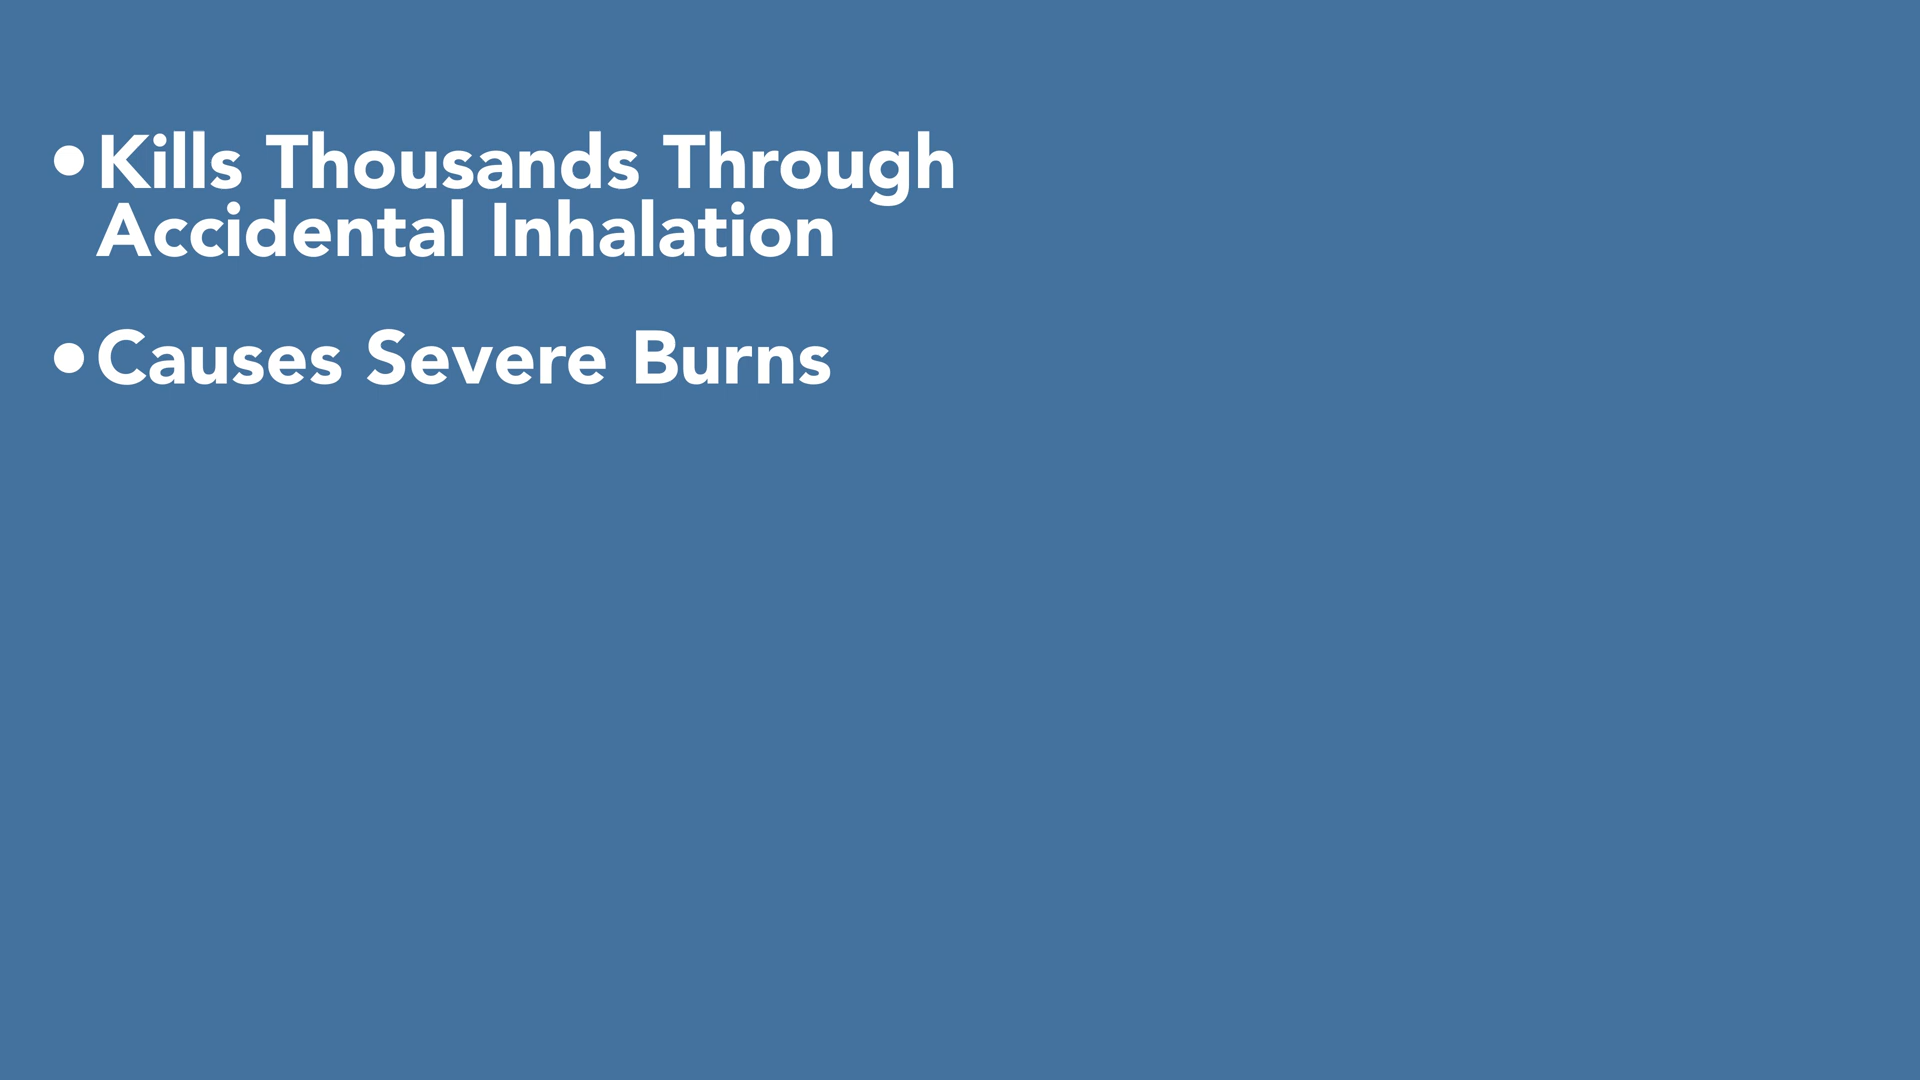 •Kills Thousands Through
Accidental Inhalation
•Causes Severe Burns